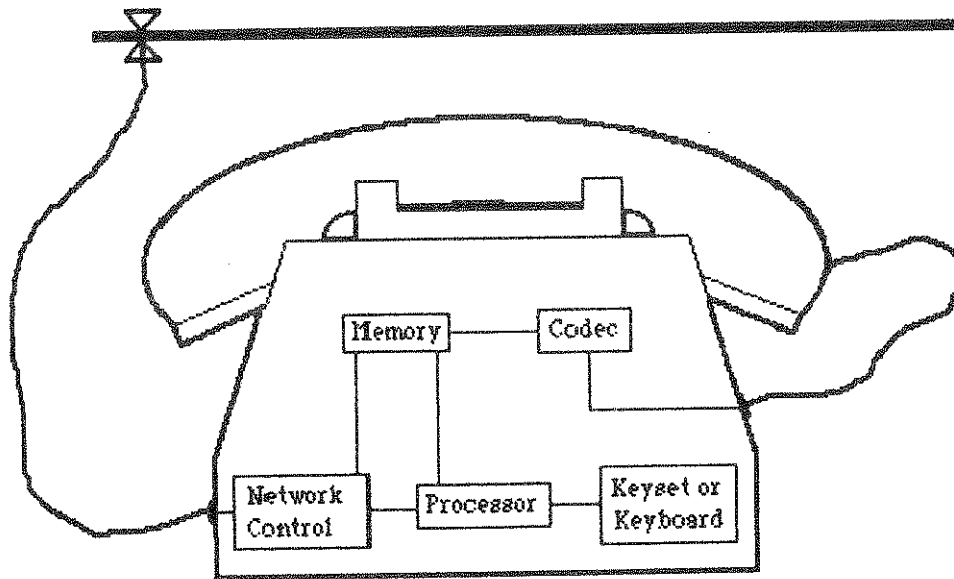 Memory
Codec
Network
Control
Processor
Keyset or
Keyboard